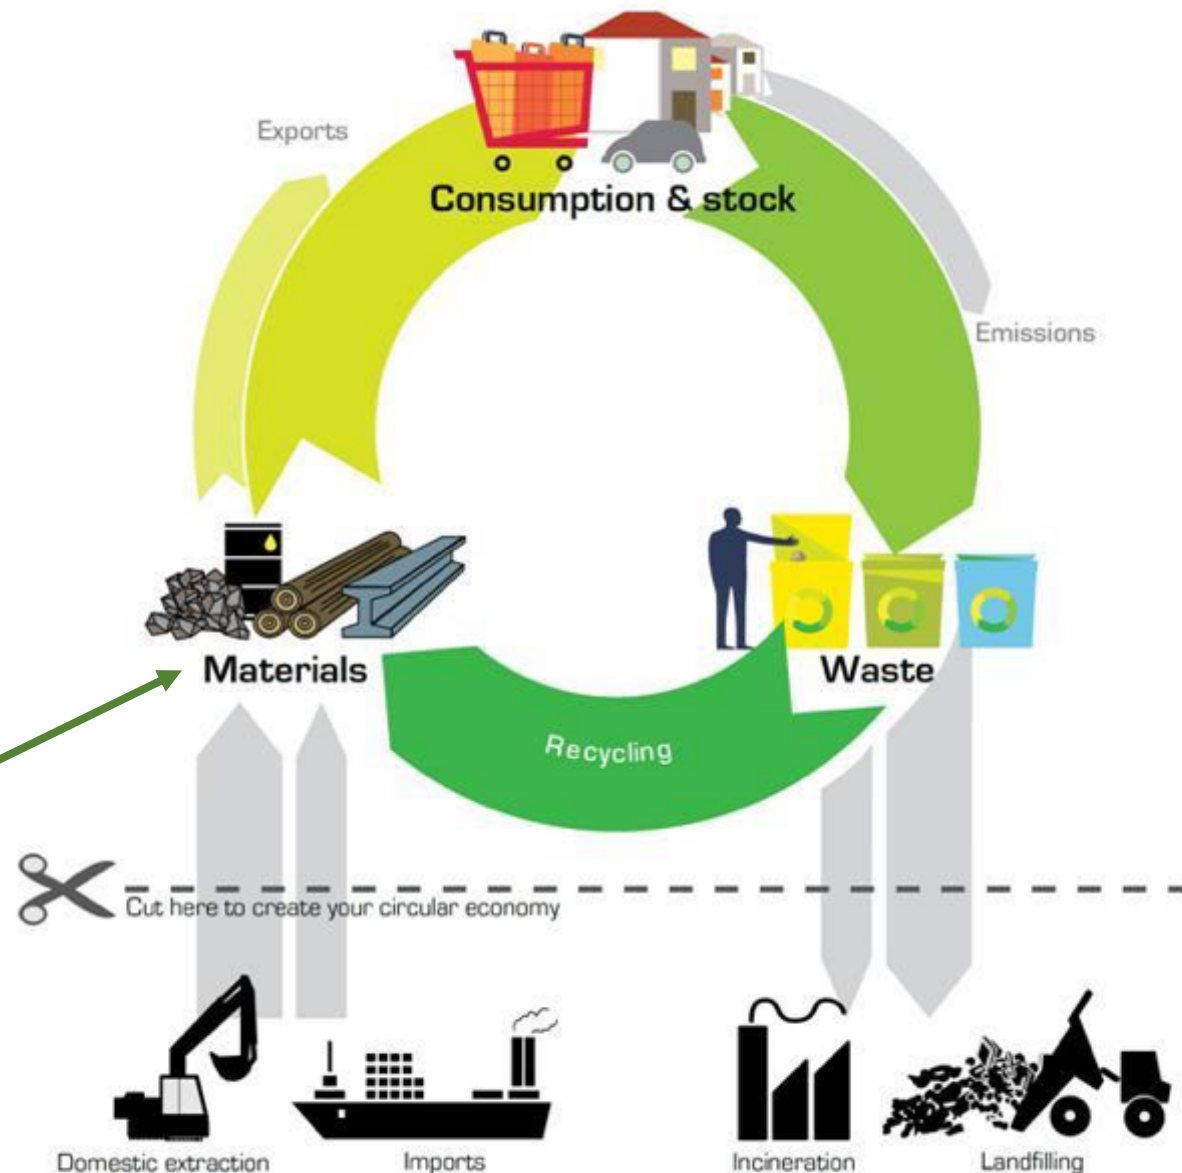 Exports
Consumption & stock
Emissions
Materials
Waste
Recycling
Cut here to create your circular economy
Domestic extraction
Imports
Incineration
Landfilling